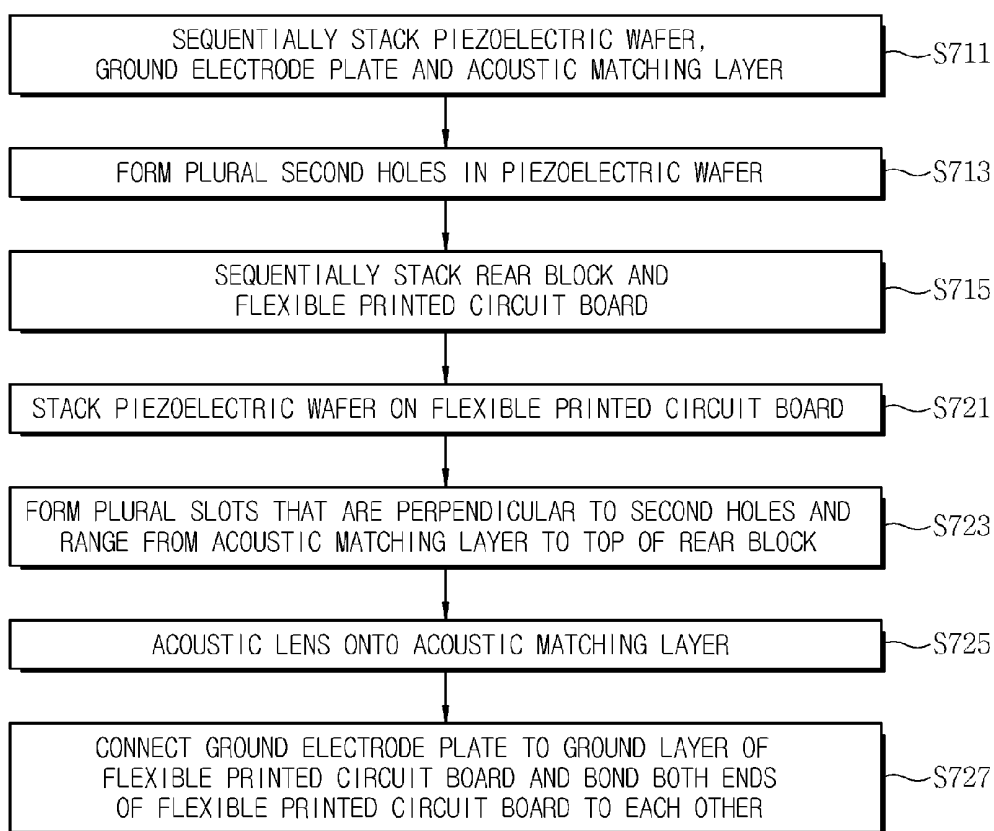 SEQUENTIALLY STACK PIEZOELECTRIC WAFER,
GROUND ELECTRODE PLATE AND ACOUSTIC MATCHING LAYER
S711
FORM PLURAL SECOND HOLES IN PIEZOELECTRIC WAFER
S713
SEQUENTIALLY STACK REAR BLOCK AND
FLEXIBLE PRINTED CIRCUIT BOARD
S715
STACK PIEZOELECTRIC WAFER ON FLEXIBLE PRINTED CIRCUIT BOARD
S721
FORM PLURAL SLOTS THAT ARE PERPENDICULAR TO SECOND HOLES AND
RANGE FROM ACOUSTIC MATCHING LAYER TO TOP OF REAR BLOCK
S723
ACOUSTIC LENS ONTO ACOUSTIC MATCHING LAYER
S725
CONNECT GROUND ELECTRODE PLATE TO GROUND LAYER OF
FLEXIBLE PRINTED CIRCUIT BOARD AND BOND BOTH ENDS
OF FLEXIBLE PRINTED CIRCUIT BOARD TO EACH OTHER
S727